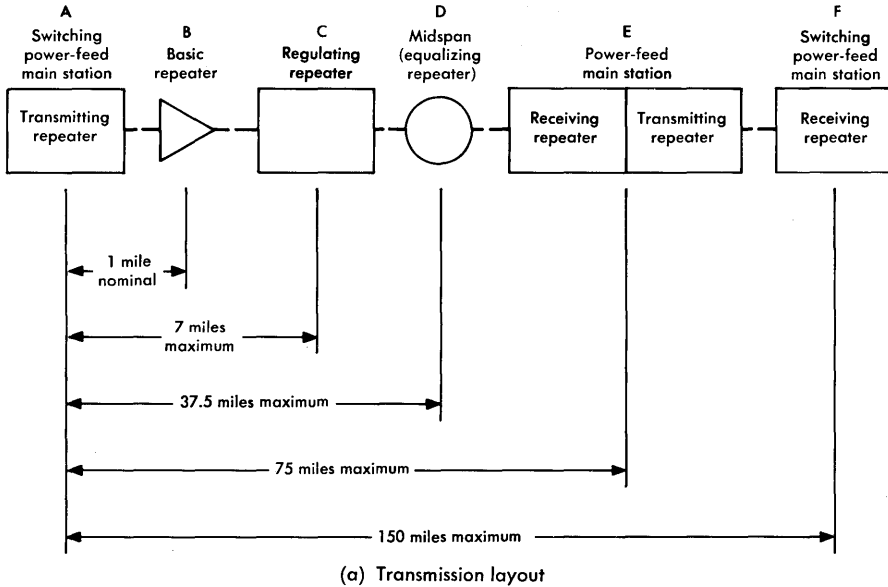 A
Switching
power-feed
main station
Transmitting
repeater
B
Basic
repeater
C
Regulating
repeater
D
Midspan
(equalizing
repeater)
E
Power-feed
main station
Receiving
repeater
Transmitting
repeater
F
Switching
power-feed
main station
Receiving
repeater
1 mile
nominal
7 miles
maximum
37.5 miles maximum
75 miles maximum
150 miles maximum
(a) Transmission layout